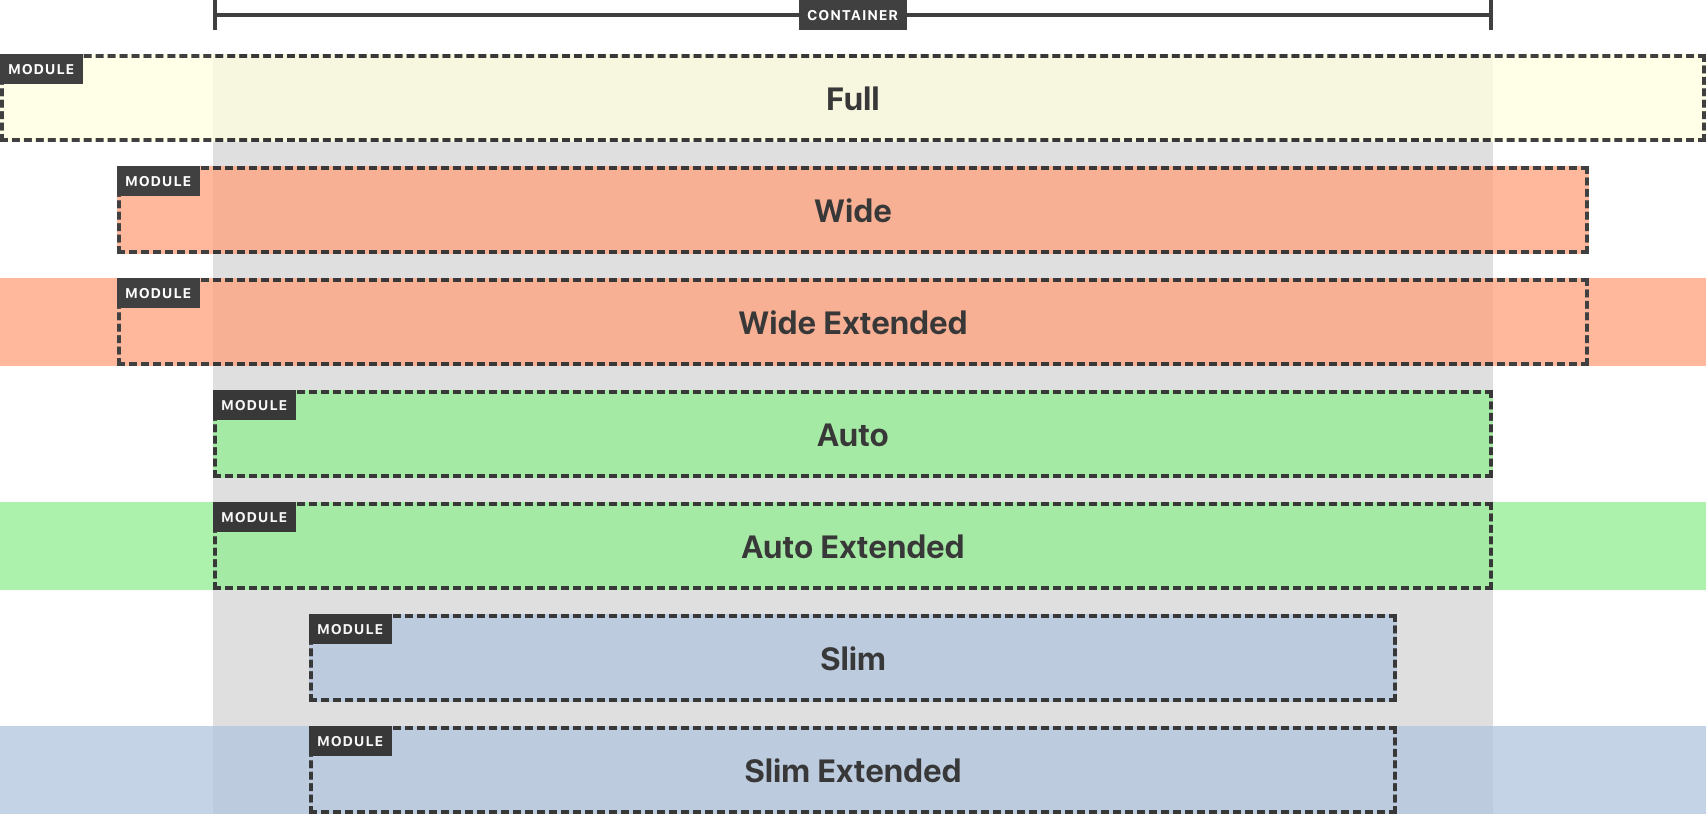 CONTAINER
MODULE
Full
MODULE
Wide
MODULE
Wide Extended
MODULE
Auto
MODULE
Auto Extended
MODULE
Slim
MODULE
Slim Extended